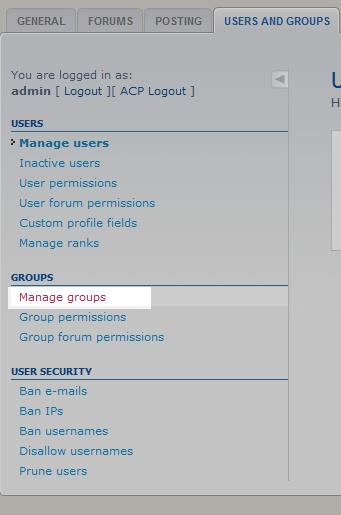 GENERAL FORUMS POSTING USERS AND GROUPS
You are logged in as:
admin [ Logout ][ ACP Logout ]
USERS
Manage users
Inactive users
User permissions
User forum permissions
Custom profile fields
Manage ranks
GROUPS
Manage groups
Group permissions
Group forum permissions
USER SECURITY
Ban e-mails
Ban IPs
Ban usernames
Disallow usernames
Prune users